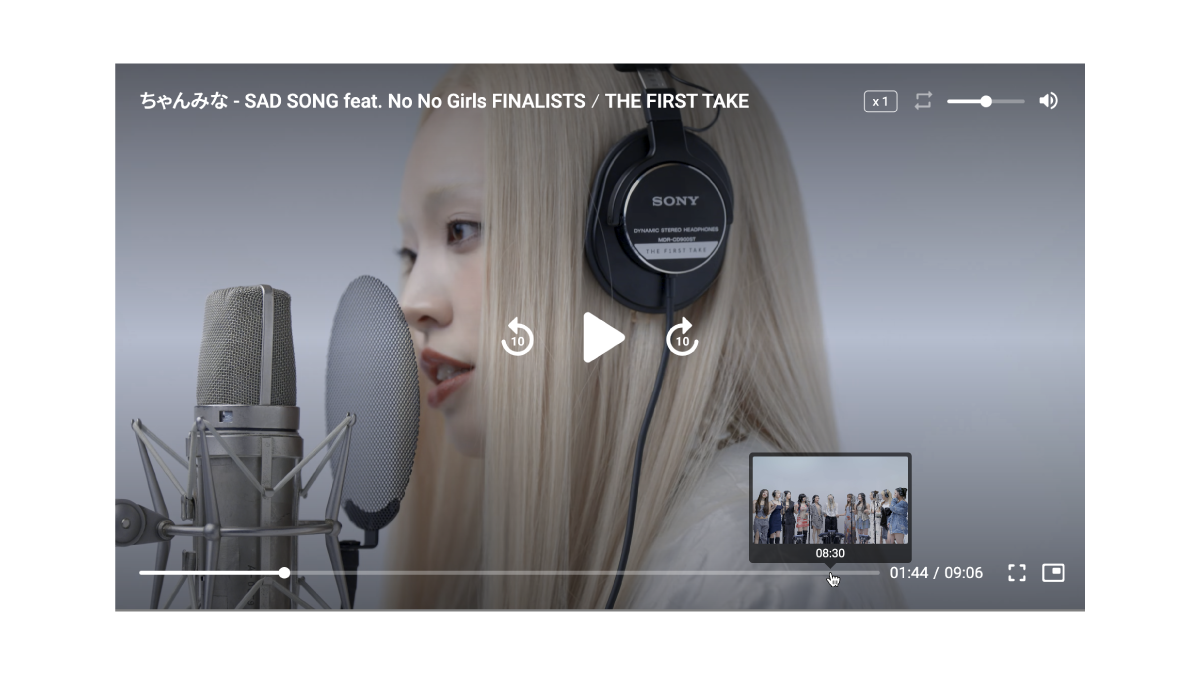 ちゃんみな - SAD SONG feat. No No Girls FINALISTS / THE FIRST TAKE
x 1
SONY
DYNAMIC STEREO HEADPHONES
MDR-CD900ST
THE FIRST TAKE
10
10
08:30
01:44 / 09:06